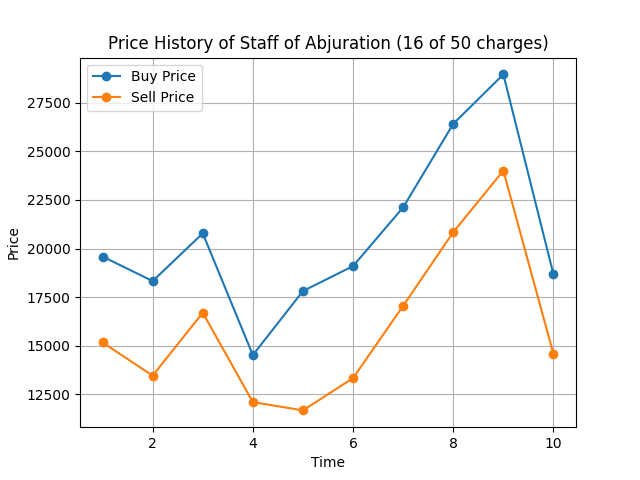 Price History of Staff of Abjuration (16 of 50 charges)
Buy Price
Sell Price
27500
25000
22500
20000
17500
15000
12500
Price
2
4
6
8
10
Time